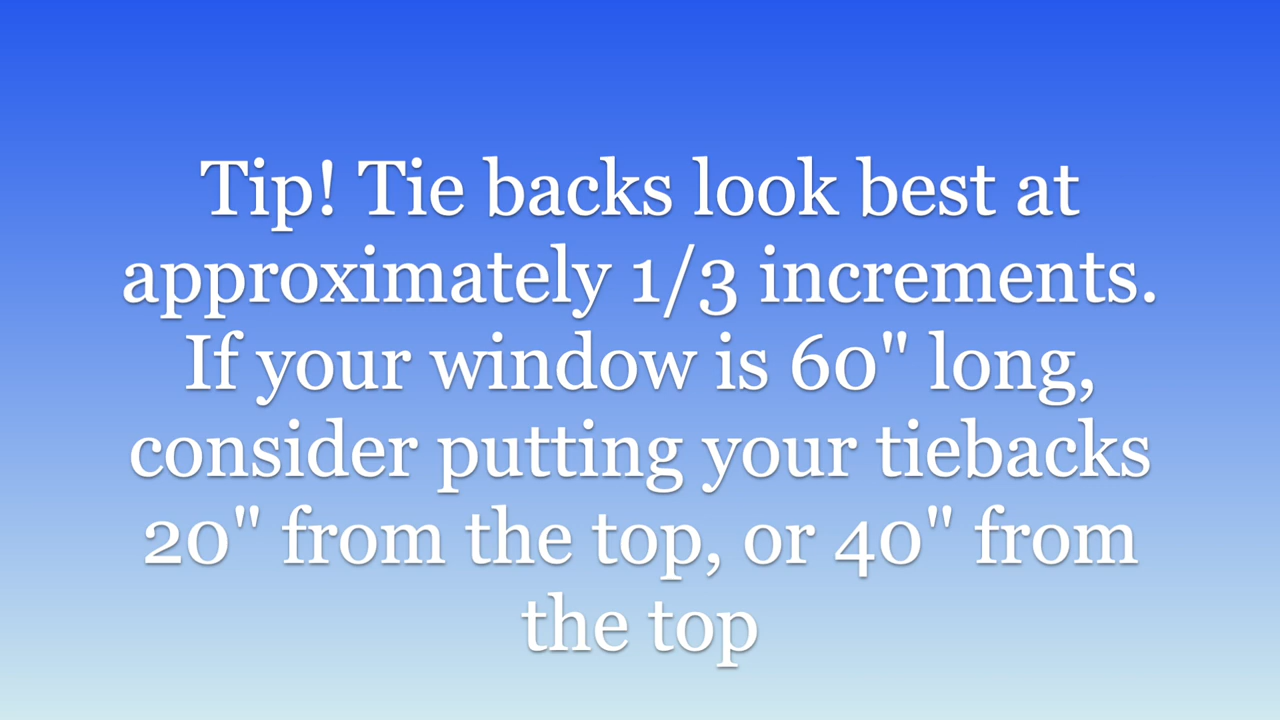 Tip! Tie backs look best at
approximately 1/3 increments.
If your window is 60" long,
consider putting your tiebacks
20" from the top, or 40" from
the top